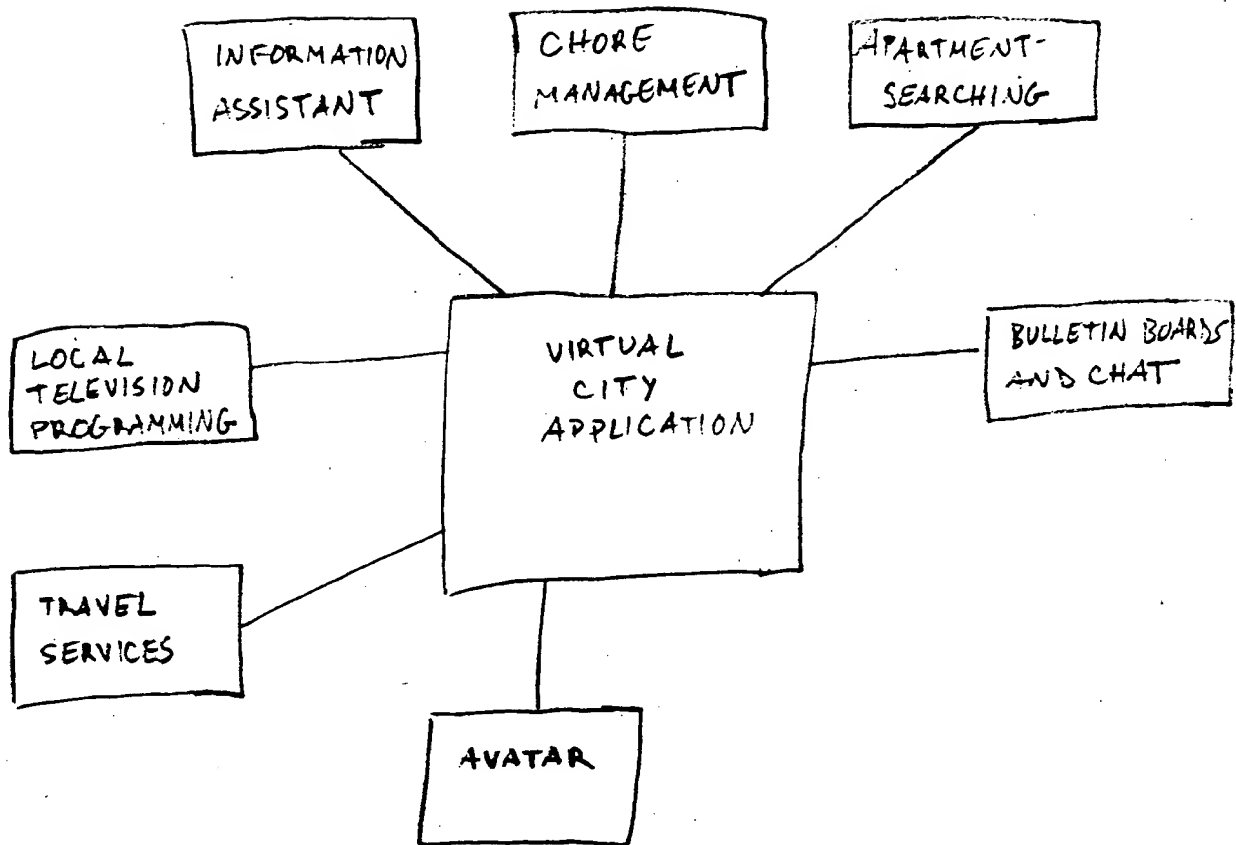 INFORMATION
ASSISTANT
CHORE
MANAGEMENT
APARTMENT-
SEARCHING
LOCAL
TELEVISION
PROGRAMMING
VIRTUAL
CITY
APPLICATION
BULLETIN BOARDS
AND CHAT
TRAVEL
SERVICES
AVATAR